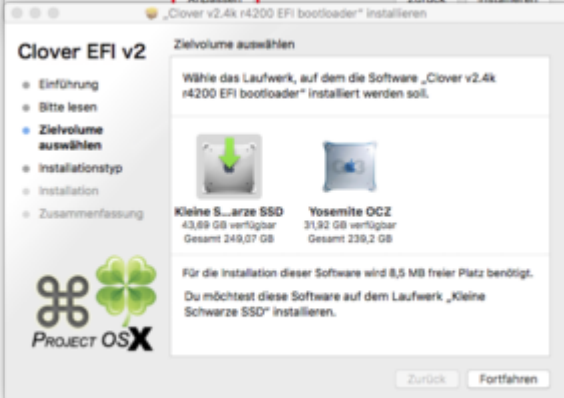 Anpassen Zurück Installieren
„Clover v2.4k r4200 EFI bootloader“ installieren
Clover EFI v2
Zielvolume auswählen
Einführung
Bitte lesen
Zielvolume
auswählen
Installationstyp
Installation
Zusammenfassung
Wähle das Laufwerk, auf dem die Software „Clover v2.4k
r4200 EFI bootloader“ installiert werden soll.
Kleine S...arze SSD
43,69 GB verfügbar
Gesamt 249,07 GB
Yosemite OCZ
31,92 GB verfügbar
Gesamt 239,2 GB
Für die Installation dieser Software wird 8,5 MB freier Platz benötigt.
Du möchtest diese Software auf dem Laufwerk „Kleine
Schwarze SSD“ installieren.
PROJECT OSX
Zurück Fortfahren